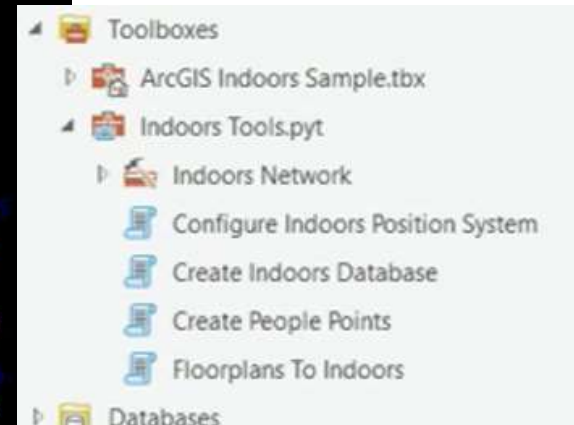 Toolboxes
ArcGIS Indoors Sample.tbx
Indoors Tools.pyt
Indoors Network
Configure Indoors Position System
Create Indoors Database
Create People Points
Floorplans To Indoors
Databases